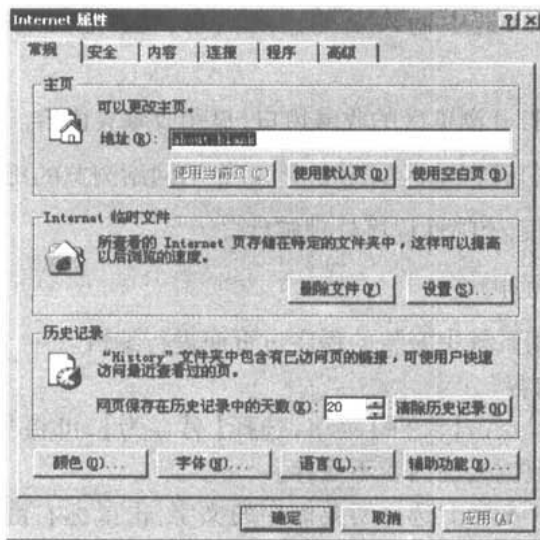 Internet 属性
常规 安全 内容 连接 程序 高级
主页
可以更改主页。
地址(R): about:blank
使用当前页(C) 使用默认页(D) 使用空白页(B)
Internet 临时文件
所查看的 Internet 页存储在特定的文件夹中，这样可以提高
以后浏览的速度。
删除文件(F) 设置(S)...
历史记录
“History”文件夹中包含有已访问页的链接，可使用户快速
访问最近查看过的页。
网页保存在历史记录中的天数(K): 20 清除历史记录(H)
颜色(O)... 字体(N)... 语言(L)... 辅助功能(E)...
确定 取消 应用(A)